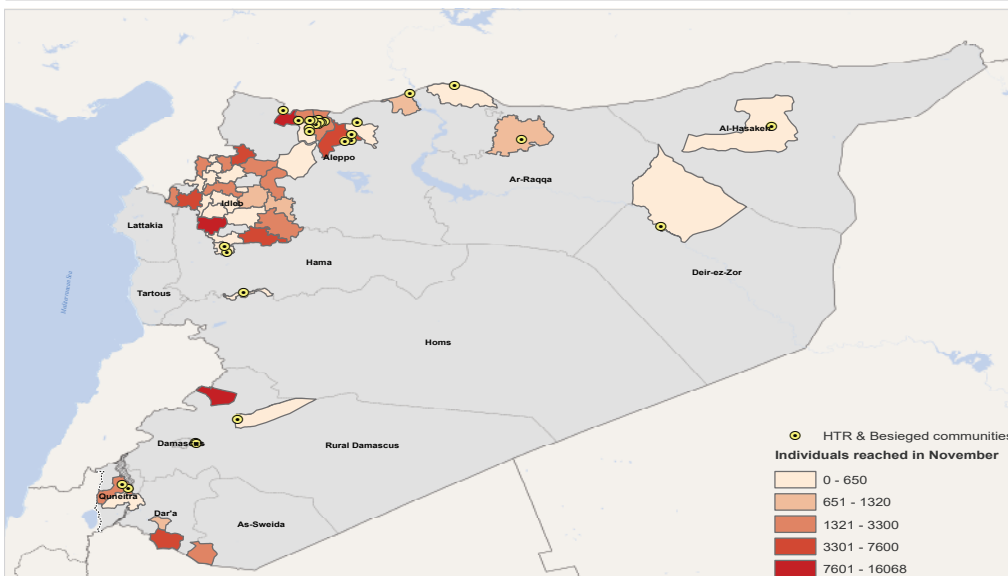 Al-Hasakeh
Aleppo
Ar-Raqqa
Idleb
Lattakia
Hama
Deir-ez-Zor
Tartous
Homs
Damascus
Rural Damascus
Quneitra
Dar'a
As-Sweida
HTR & Besieged communities
Individuals reached in November
0 - 650
651 - 1320
1321 - 3300
3301 - 7600
7601 - 16068